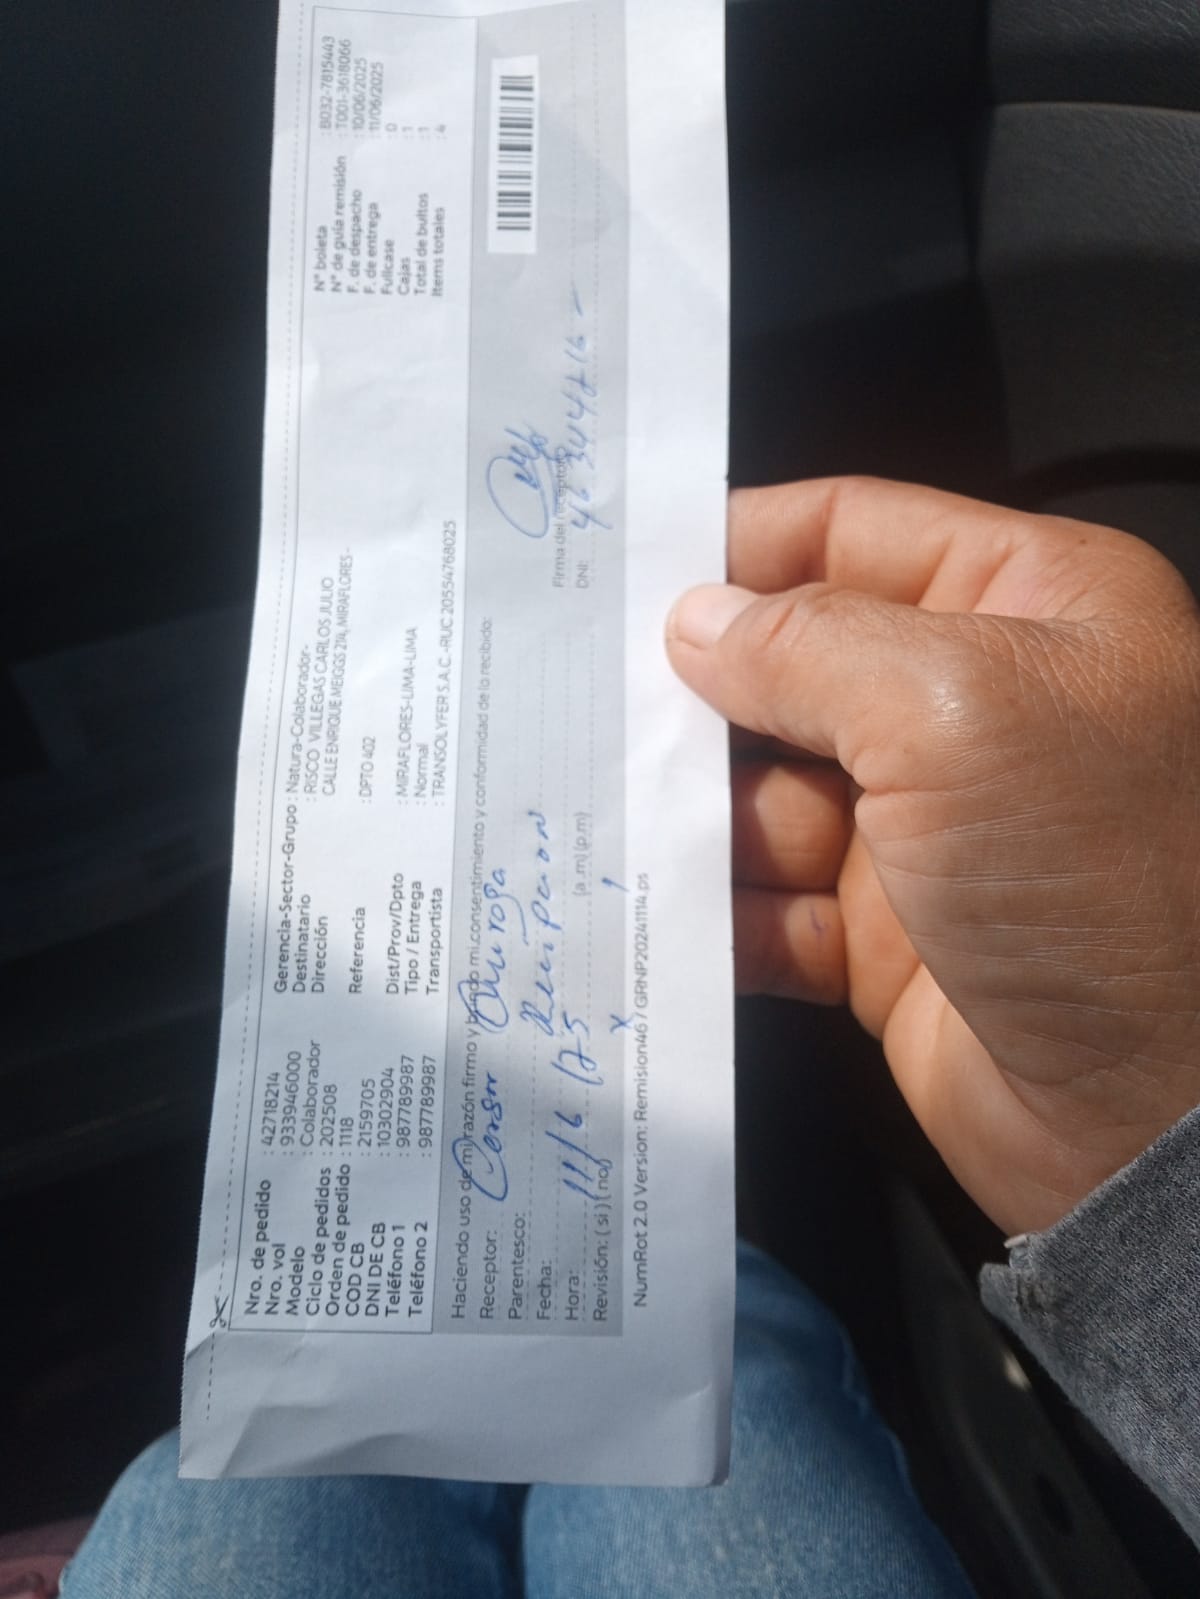 Nro. de pedido : 42718214
Nro. vol : 933946000
Modelo : Colaborador
Ciclo de pedidos : 202508
Orden de pedido : 1118
COD CB : 2159705
DNI DE CB : 10302904
Teléfono 1 : 987789987
Teléfono 2 : 987789987
Gerencia-Sector-Grupo : Natura-Colaborador-
Destinatario : RISCO VILLEGAS CARLOS JULIO
Dirección CALLE ENRIQUE MEIGGS 214, MIRAFLORES-
Referencia : DPTO 402
Dist/Prov/Dpto : MIRAFLORES-LIMA-LIMA
Tipo / Entrega : Normal
Transportista : TRANSOLYFER S.A.C.-RUC 20554768025
N° boleta : B032-7815443
N° de guía remisión : T001-3618066
F. de despacho : 10/06/2025
F. de entrega : 11/06/2025
Fullcase : 0
Cajas : 1
Total de bultos : 1
Items totales : 4
Haciendo uso de mi razón firmo y brindo mi consentimiento y conformidad de lo recibido:
Receptor:
Parentesco:
Fecha: 11/6/25
Hora: (a.m) (p.m)
Revisión: ( si ) ( no)
Firma del receptor
DNI:
NumRot 2.0 Version: Remision46 / GRNP20241114.ps